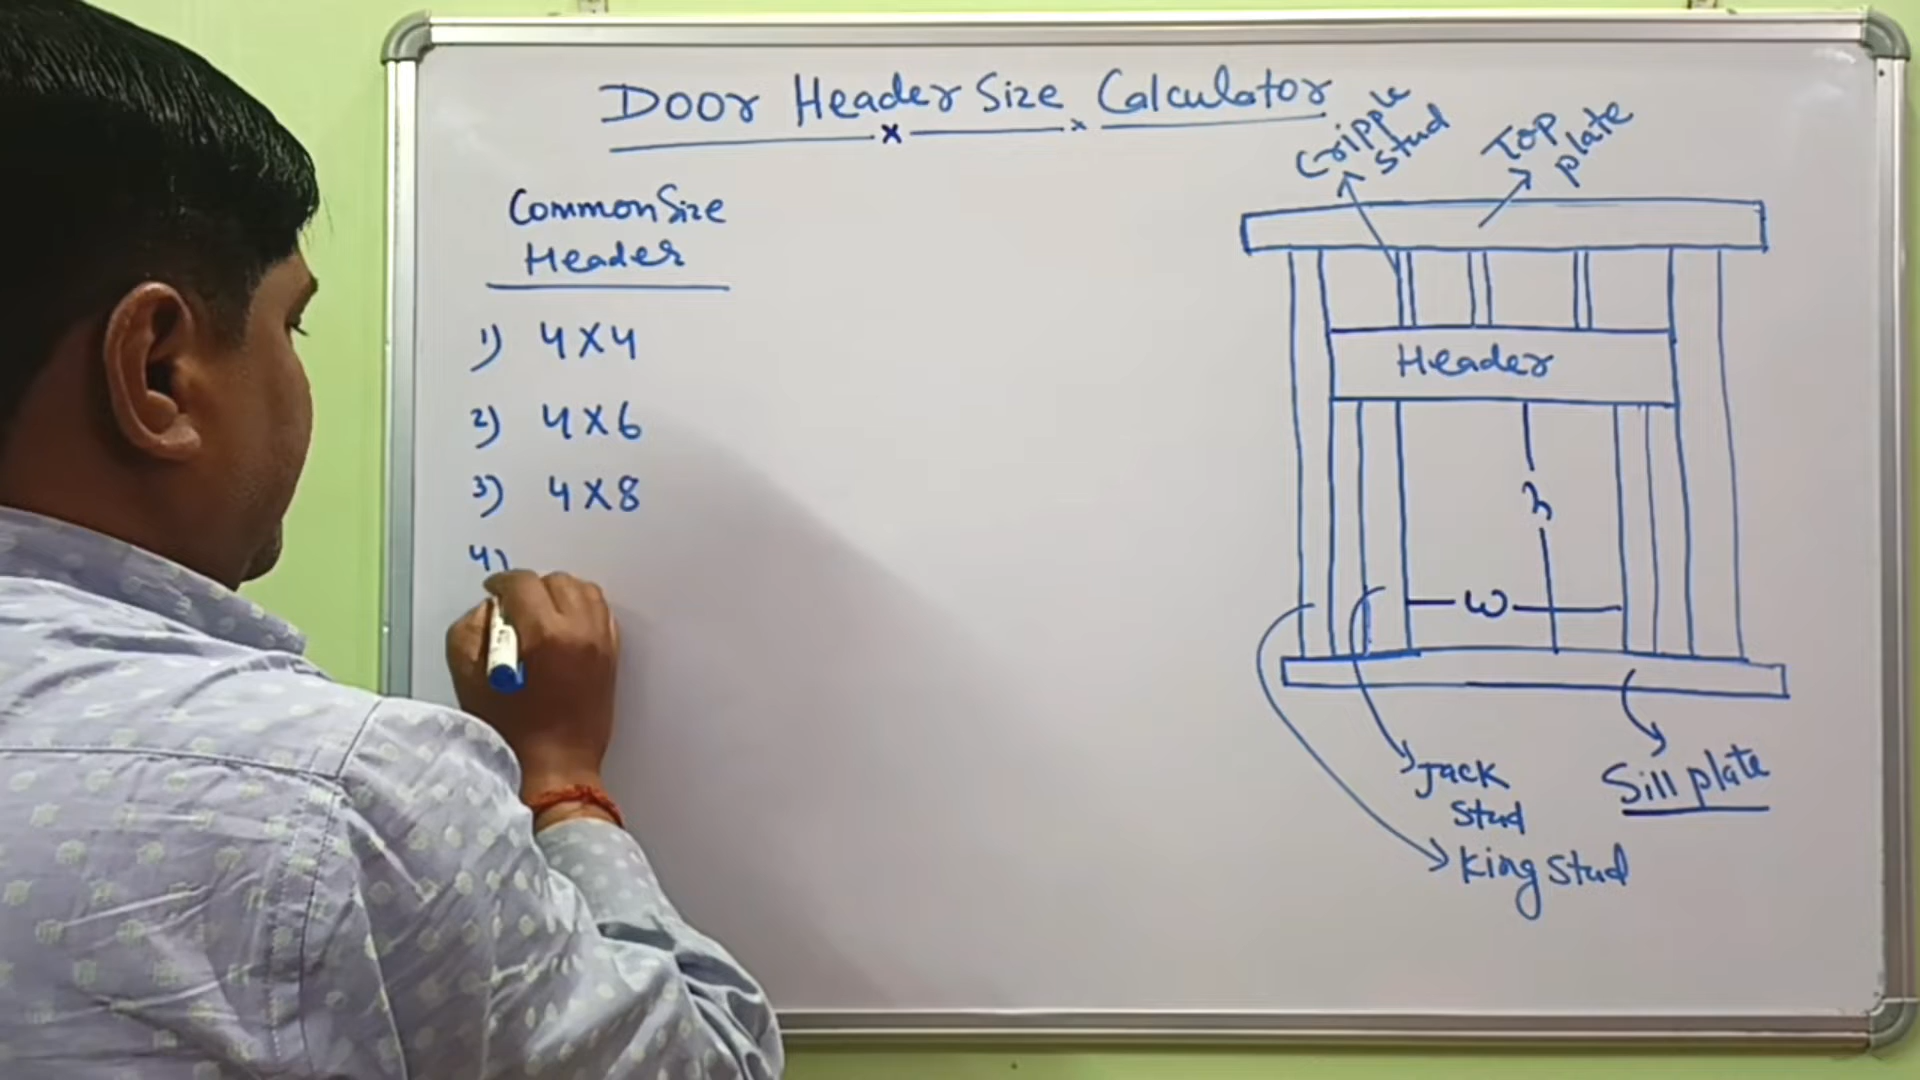 Door Header Size Calculator
x x
Cripple
stud
Top
plate
Common Size
Header
1) 4X4
2) 4X6
3) 4X8
4)
Header
h
w
Jack
stud
Sill plate
King stud